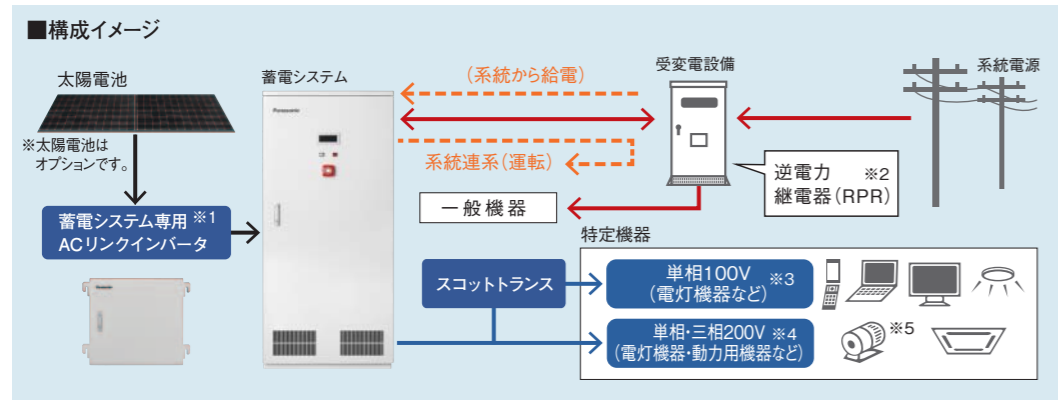 ■構成イメージ
太陽電池
※太陽電池は
オプションです。
蓄電システム専用 ※1
ACリンクインバータ
Panasonic
蓄電システム
Panasonic
(系統から給電)
系統連系(運転)
受変電設備
系統電源
逆電力 ※2
継電器(RPR)
一般機器
特定機器
スコットトランス
単相100V ※3
(電灯機器など)
単相・三相200V ※4
(電灯機器・動力用機器など)
※5